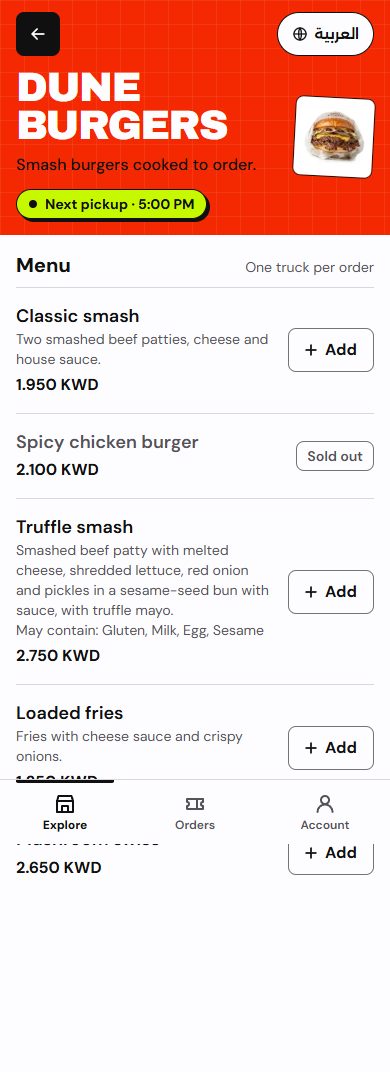 العربية
DUNE
BURGERS
Smash burgers cooked to order.
Next pickup · 5:00 PM
Menu
One truck per order
Classic smash
Two smashed beef patties, cheese and
house sauce.
1.950 KWD
+ Add
Spicy chicken burger
2.100 KWD
Sold out
Truffle smash
Smashed beef patty with melted
cheese, shredded lettuce, red onion
and pickles in a sesame-seed bun with
sauce, with truffle mayo.
May contain: Gluten, Milk, Egg, Sesame
2.750 KWD
+ Add
Loaded fries
Fries with cheese sauce and crispy
onions.
+ Add
Explore
Orders
Account
2.650 KWD
+ Add